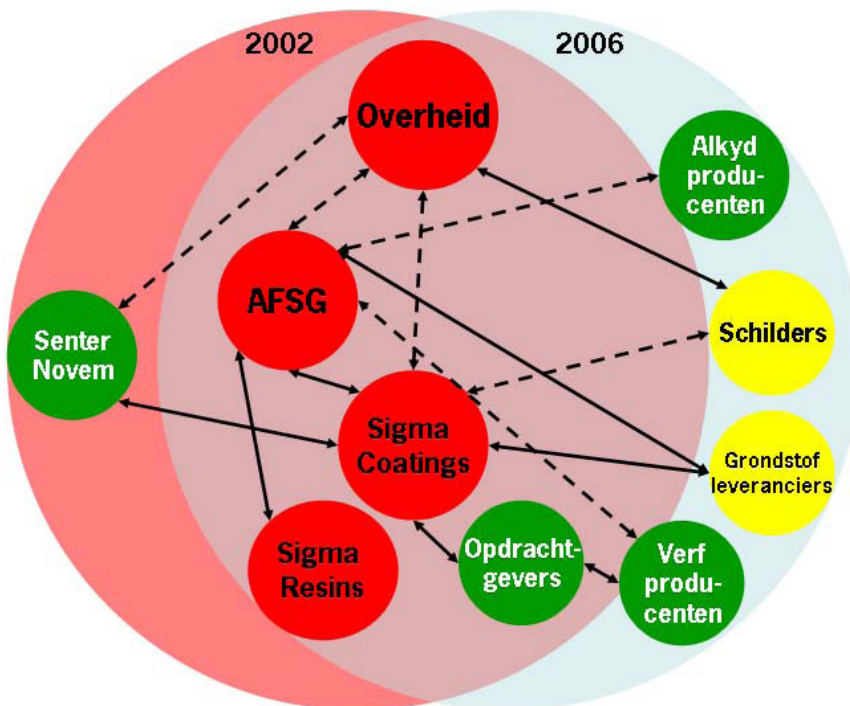 2002
2006
Overheid
Alkyd
produ-
centen
AFSG
Senter
Novem
Schilders
Sigma
Coatings
Grondstof
leveranciers
Sigma
Resins
Opdracht-
gevers
Verf
produ-
centen